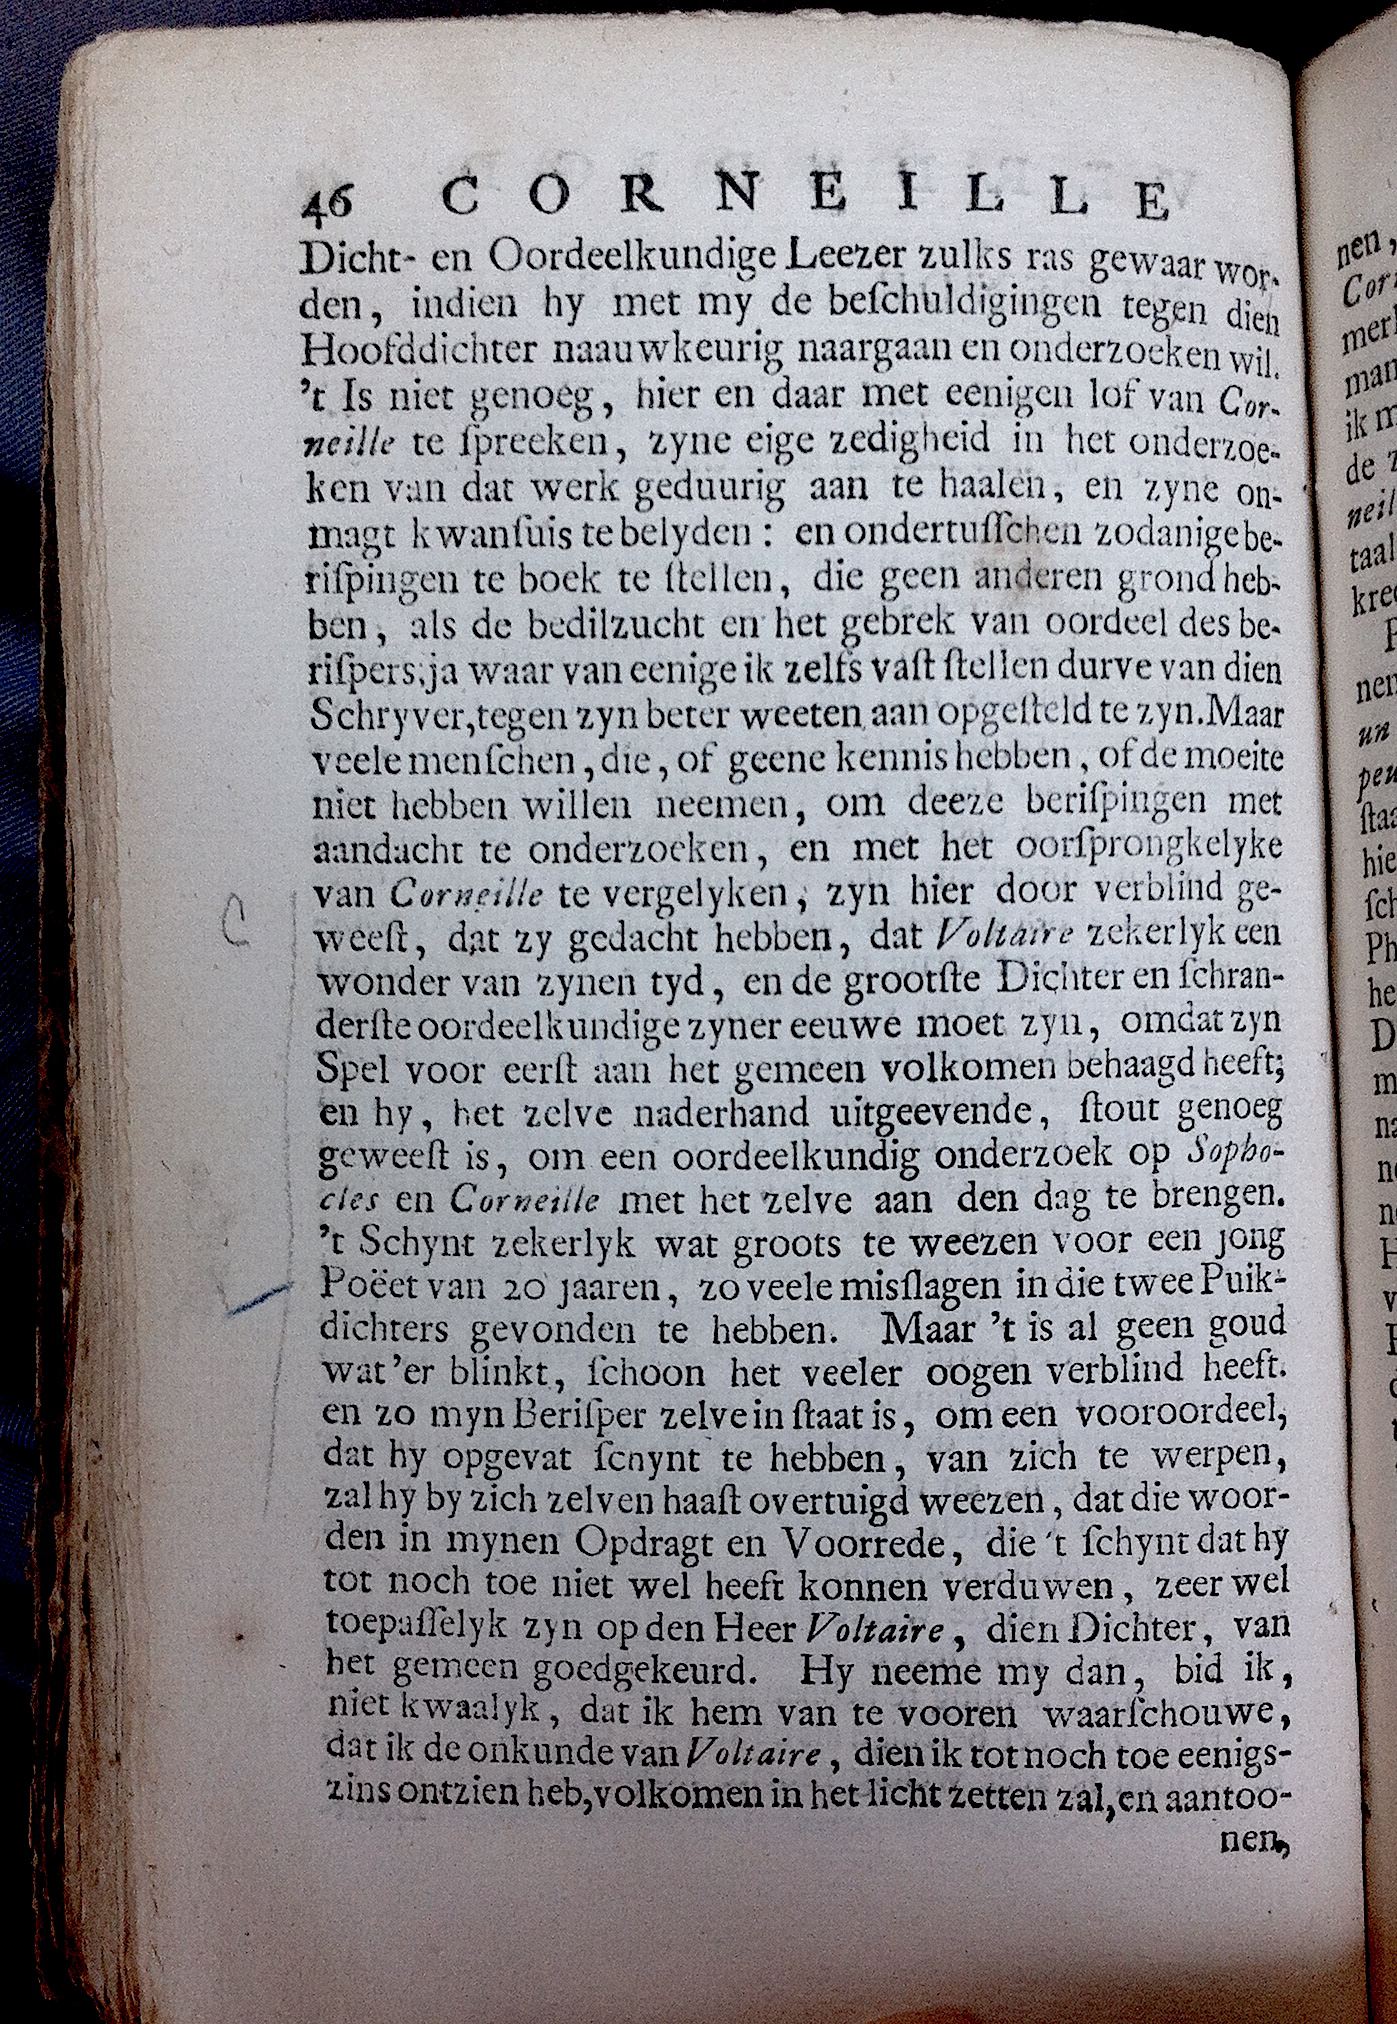 46 CORNEILLE
Dicht- en Oordeelkundige Leezer zulks ras gewaar wor-
den, indien hy met my de beſchuldigingen tegen dien
Hoofddichter naauwkeurig naargaan en onderzoeken wil.
't Is niet genoeg, hier en daar met eenigen lof van Cor-
neille te ſpreeken, zyne eige zedigheid in het onderzoe-
ken van dat werk geduurig aan te haalen, en zyne on-
magt kwanſuis te belyden: en ondertuſſchen zodanige be-
riſpingen te boek te ſtellen, die geen anderen grond heb-
ben, als de bedilzucht en het gebrek van oordeel des be-
riſpers; ja waar van eenige ik zelfs vaſt ſtellen durve van dien
Schryver, tegen zyn beter weeten aan opgeſteld te zyn. Maar
veele menſchen, die, of geene kennis hebben, of de moeite
niet hebben willen neemen, om deeze beriſpingen met
aandacht te onderzoeken, en met het oorſprongkelyke
van Corneille te vergelyken, zyn hier door verblind ge-
weeſt, dat zy gedacht hebben, dat Voltaire zekerlyk een
wonder van zynen tyd, en de grootſte Dichter en ſchran-
derſte oordeelkundige zyner eeuwe moet zyn, omdat zyn
Spel voor eerſt aan het gemeen volkomen behaagd heeft;
en hy, het zelve naderhand uitgeevende, ſtout genoeg
geweeſt is, om een oordeelkundig onderzoek op Sopho-
cles en Corneille met het zelve aan den dag te brengen.
't Schynt zekerlyk wat groots te weezen voor een jong
Poëet van 20 jaaren, zo veele misſlagen in die twee Puik-
dichters gevonden te hebben. Maar 't is al geen goud
wat 'er blinkt, ſchoon het veeler oogen verblind heeft.
en zo myn Beriſper zelve in ſtaat is, om een vooroordeel,
dat hy opgevat ſchynt te hebben, van zich te werpen,
zal hy by zich zelven haaſt overtuigd weezen, dat die woor-
den in mynen Opdragt en Voorrede, die 't ſchynt dat hy
tot noch toe niet wel heeft konnen verduwen, zeer wel
toepaſſelyk zyn op den Heer Voltaire, dien Dichter, van
het gemeen goedgekeurd. Hy neeme my dan, bid ik,
niet kwaalyk, dat ik hem van te vooren waarſchouwe,
dat ik de onkunde van Voltaire, dien ik tot noch toe eenigs-
zins ontzien heb, volkomen in het licht zetten zal, en aantoo-
nen,